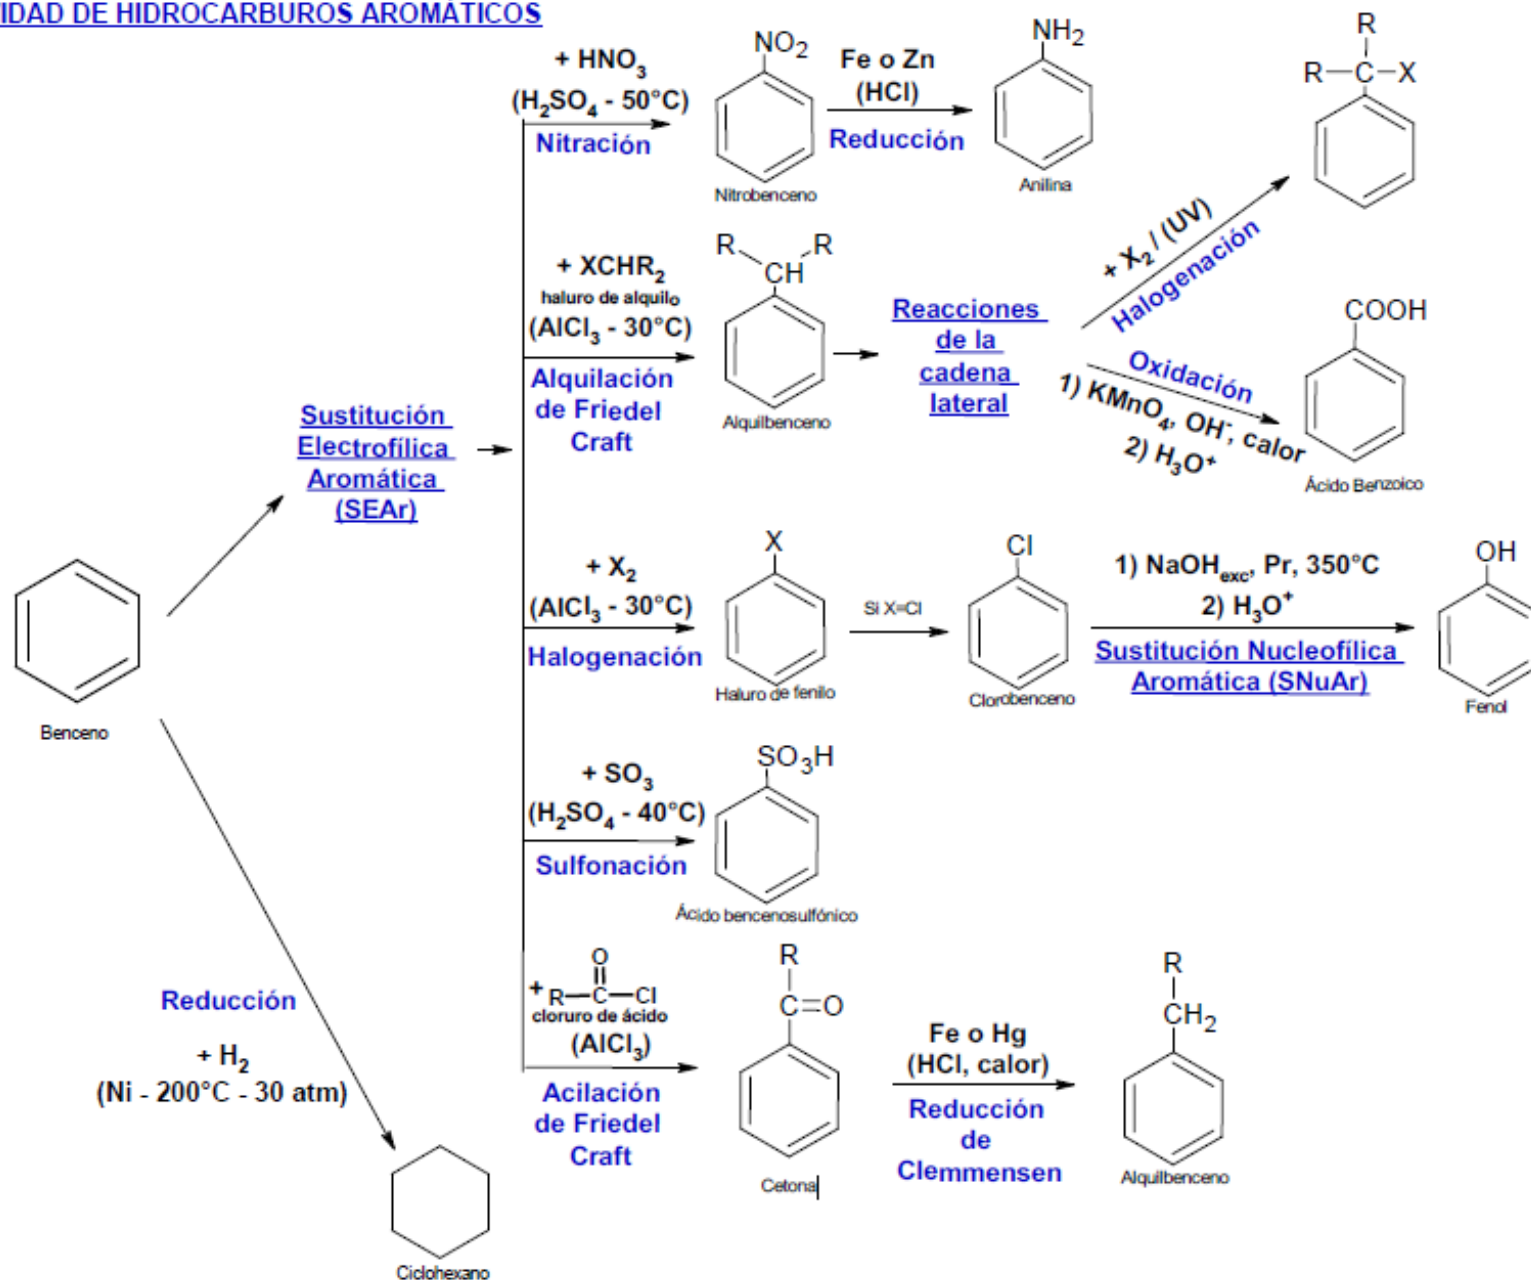 TIDAD DE HIDROCARBUROS AROMÁTICOS
+ HNO3
(H2SO4 - 50°C)
Nitración
NO2
Nitrobenceno
Fe o Zn
(HCl)
Reducción
NH2
Anilina
R
R—C—X
+ X2 / (UV)
Halogenación
+ XCHR2
haluro de alquilo
(AlCl3 - 30°C)
Alquilación
de Friedel
Craft
R R
CH
Alquilbenceno
Reacciones
de la
cadena
lateral
Oxidación
1) KMnO4, OH-, calor
2) H3O+
COOH
Ácido Benzoico
Sustitución
Electrofílica
Aromática
(SEAr)
Benceno
+ X2
(AlCl3 - 30°C)
Halogenación
X
Haluro de fenilo
Si X=Cl
Cl
Clorobenceno
1) NaOHexc, Pr, 350°C
2) H3O+
Sustitución Nucleofílica
Aromática (SNuAr)
OH
Fenol
+ SO3
(H2SO4 - 40°C)
Sulfonación
SO3H
Ácido bencenosulfónico
O
+ R—C—Cl
cloruro de ácido
(AlCl3)
Acilación
de Friedel
Craft
R
C=O
Cetona
Fe o Hg
(HCl, calor)
Reducción
de
Clemmensen
R
CH2
Alquilbenceno
Reducción
+ H2
(Ni - 200°C - 30 atm)
Ciclohexano